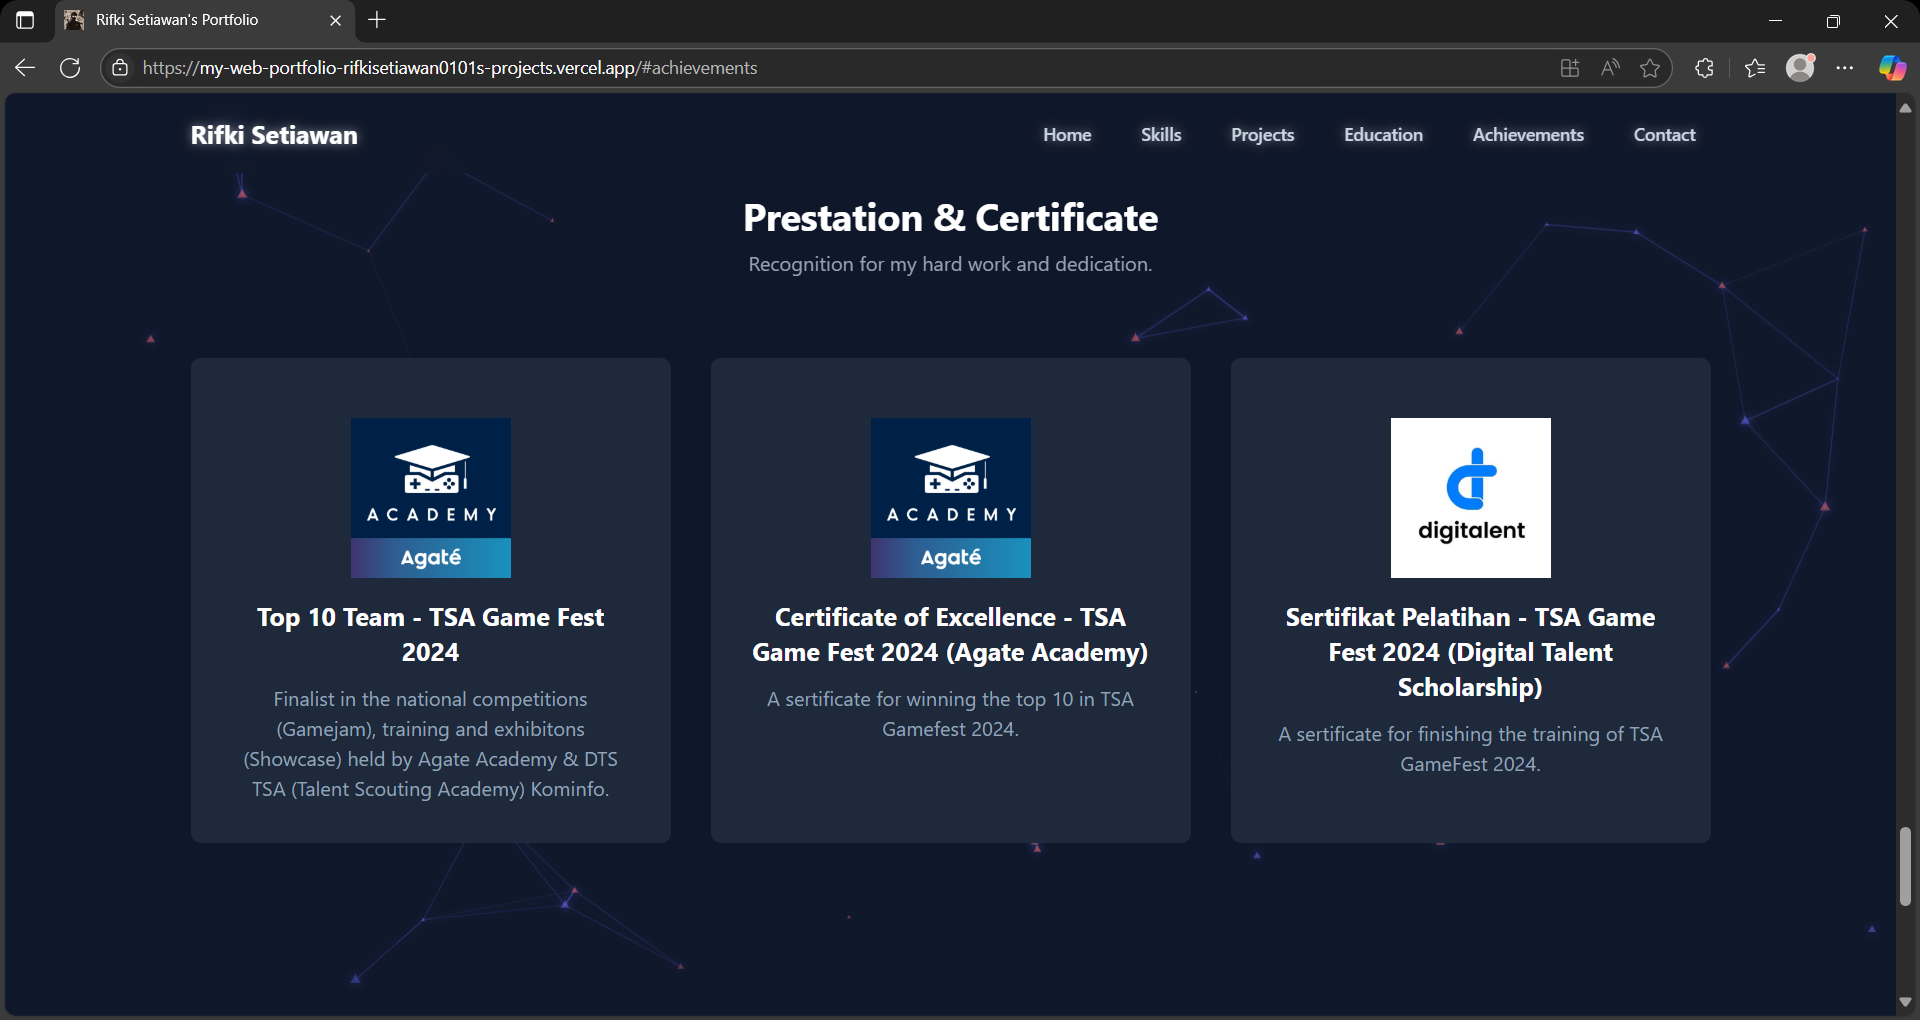 Rifki Setiawan's Portfolio
https://my-web-portfolio-rifkisetiawan0101s-projects.vercel.app/#achievements
Rifki Setiawan
Home
Skills
Projects
Education
Achievements
Contact
Prestation & Certificate
Recognition for my hard work and dedication.
ACADEMY
Agaté
Top 10 Team - TSA Game Fest
2024
Finalist in the national competitions
(Gamejam), training and exhibitons
(Showcase) held by Agate Academy & DTS
TSA (Talent Scouting Academy) Kominfo.
ACADEMY
Agaté
Certificate of Excellence - TSA
Game Fest 2024 (Agate Academy)
A sertificate for winning the top 10 in TSA
Gamefest 2024.
digitalent
Sertifikat Pelatihan - TSA Game
Fest 2024 (Digital Talent
Scholarship)
A sertificate for finishing the training of TSA
GameFest 2024.